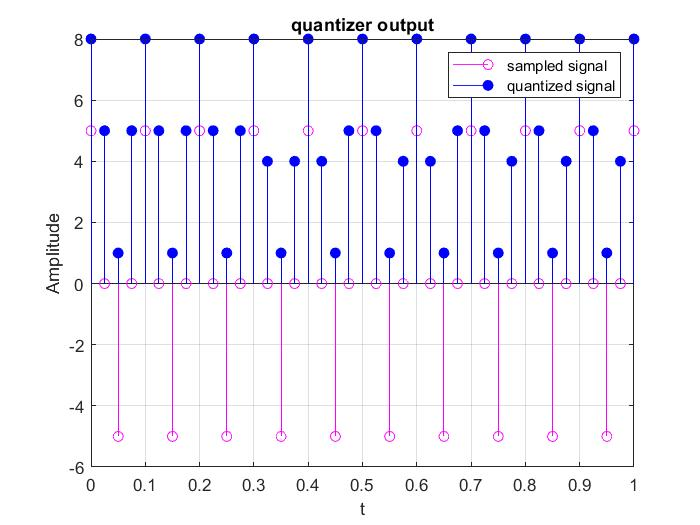 quantizer output
sampled signal
quantized signal
8
6
4
2
0
-2
-4
-6
Amplitude
0 0.1 0.2 0.3 0.4 0.5 0.6 0.7 0.8 0.9 1
t